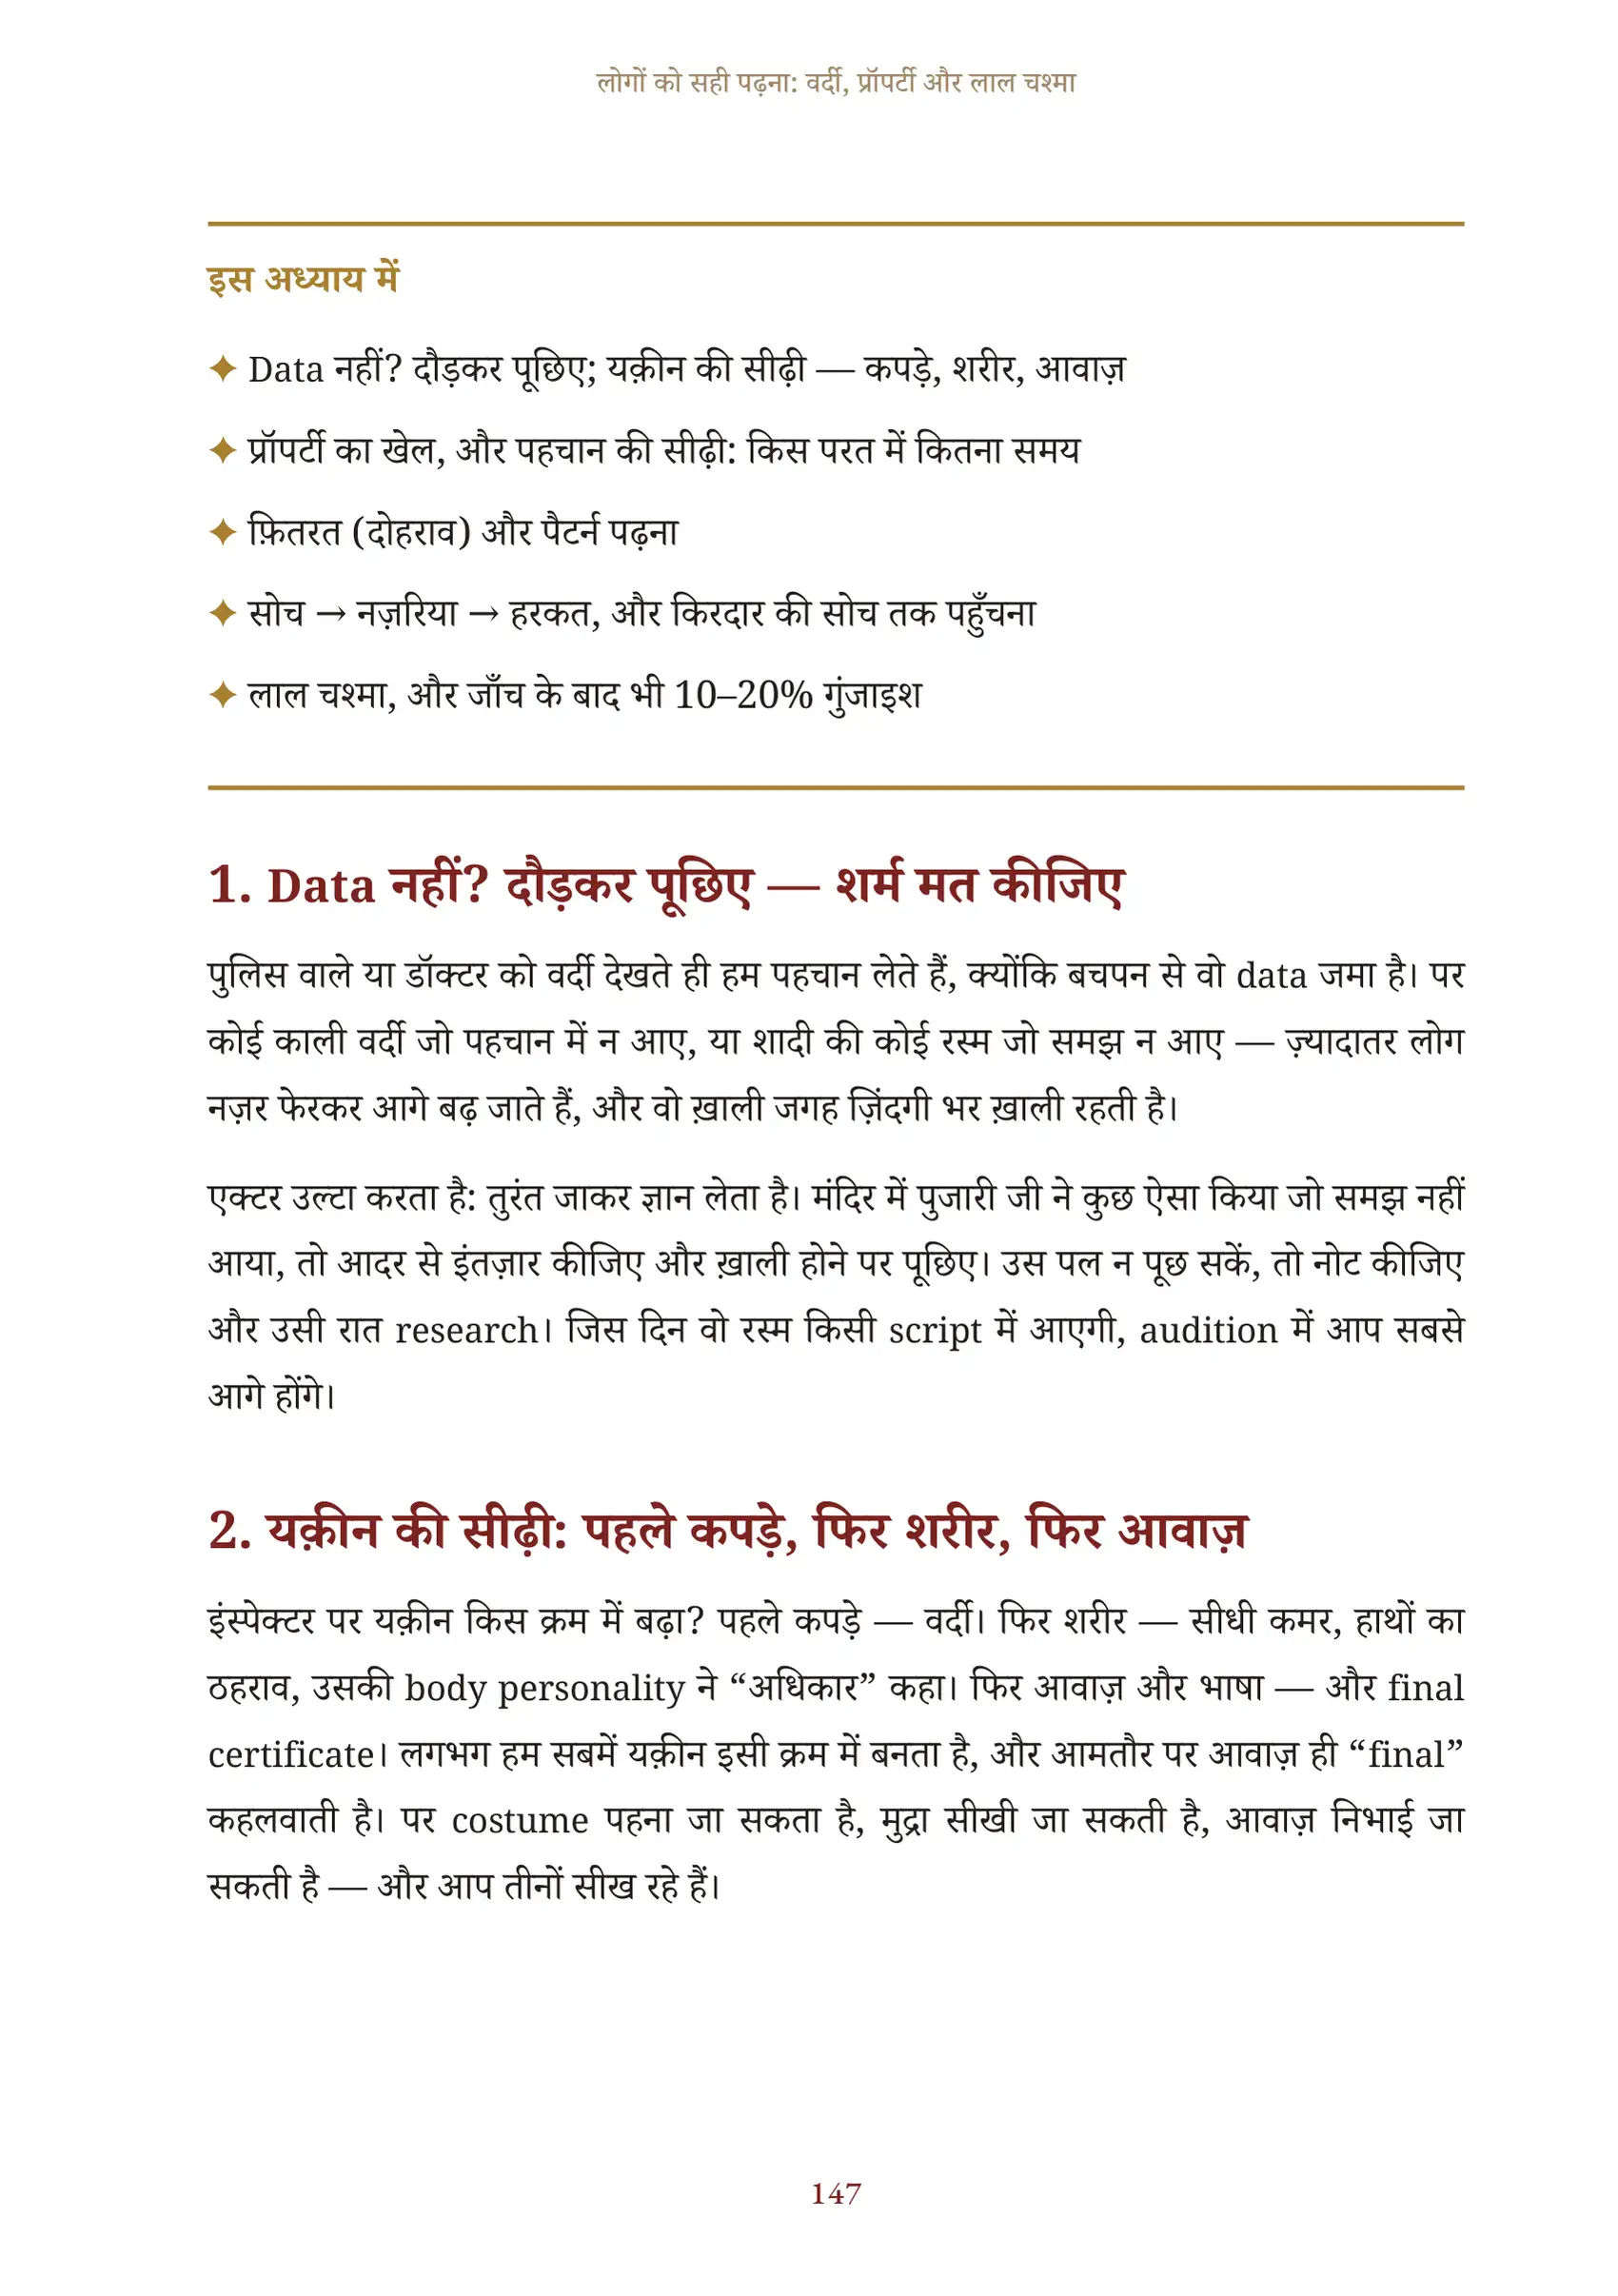 लोगों को सही पढ़ना: वर्दी, प्रॉपर्टी और लाल चश्मा
इस अध्याय में
✦ Data नहीं? दौड़कर पूछिए; यक़ीन की सीढ़ी — कपड़े, शरीर, आवाज़
✦ प्रॉपर्टी का खेल, और पहचान की सीढ़ी: किस परत में कितना समय
✦ फ़ितरत (दोहराव) और पैटर्न पढ़ना
✦ सोच → नज़रिया → हरकत, और किरदार की सोच तक पहुँचना
✦ लाल चश्मा, और जाँच के बाद भी 10–20% गुंजाइश
1. Data नहीं? दौड़कर पूछिए — शर्म मत कीजिए
पुलिस वाले या डॉक्टर को वर्दी देखते ही हम पहचान लेते हैं, क्योंकि बचपन से वो data जमा है। पर
कोई काली वर्दी जो पहचान में न आए, या शादी की कोई रस्म जो समझ न आए — ज़्यादातर लोग
नज़र फेरकर आगे बढ़ जाते हैं, और वो ख़ाली जगह ज़िंदगी भर ख़ाली रहती है।
एक्टर उल्टा करता है: तुरंत जाकर ज्ञान लेता है। मंदिर में पुजारी जी ने कुछ ऐसा किया जो समझ नहीं
आया, तो आदर से इंतज़ार कीजिए और ख़ाली होने पर पूछिए। उस पल न पूछ सकें, तो नोट कीजिए
और उसी रात research। जिस दिन वो रस्म किसी script में आएगी, audition में आप सबसे
आगे होंगे।
2. यक़ीन की सीढ़ी: पहले कपड़े, फिर शरीर, फिर आवाज़
इंस्पेक्टर पर यक़ीन किस क्रम में बढ़ा? पहले कपड़े — वर्दी। फिर शरीर — सीधी कमर, हाथों का
ठहराव, उसकी body personality ने “अधिकार” कहा। फिर आवाज़ और भाषा — और final
certificate। लगभग हम सबमें यक़ीन इसी क्रम में बनता है, और आमतौर पर आवाज़ ही “final”
कहलवाती है। पर costume पहना जा सकता है, मुद्रा सीखी जा सकती है, आवाज़ निभाई जा
सकती है — और आप तीनों सीख रहे हैं।
147